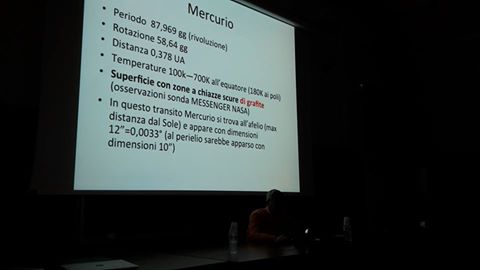 Mercurio
• Periodo 87,969 gg (rivoluzione)
• Rotazione 58,64 gg
• Distanza 0,378 UA
• Temperature 100k—700K all'equatore (180K ai poli)
• Superficie con zone a chiazze scure di grafite
(osservazioni sonda MESSENGER NASA)
• In questo transito Mercurio si trova all'afelio (max
distanza dal Sole) e appare con dimensioni
12"=0,0033° (al perielio sarebbe apparso con
dimensioni 10")